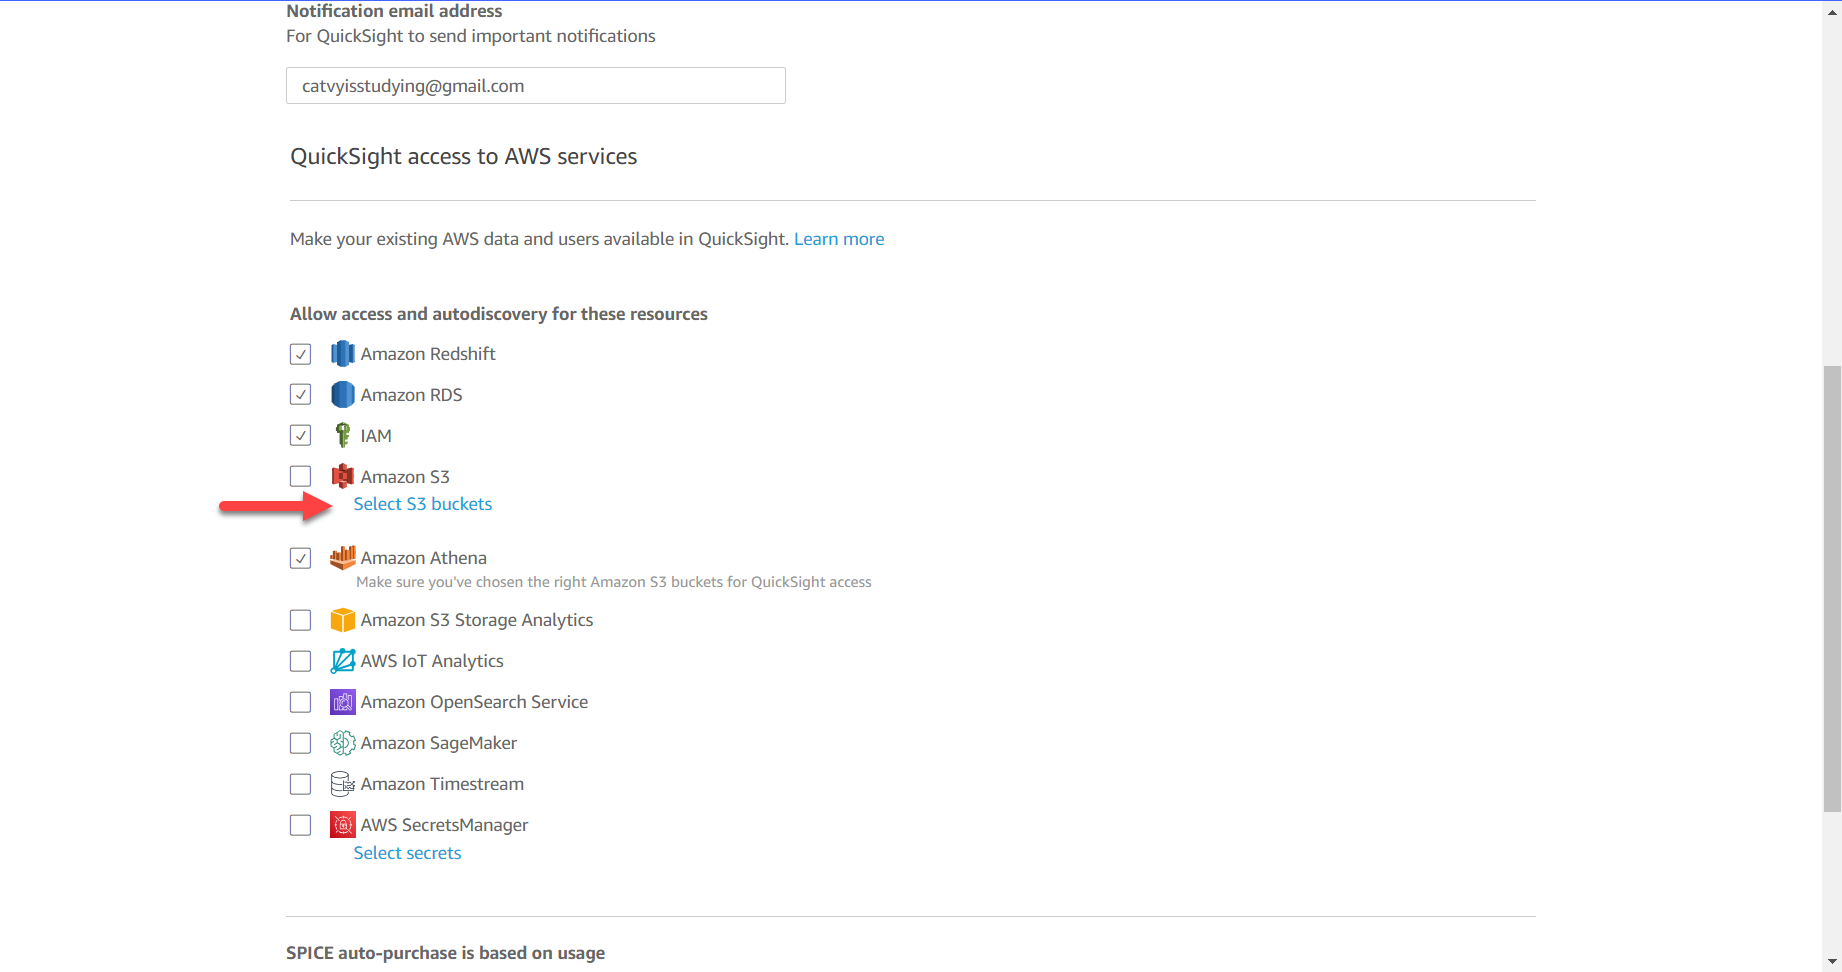 Notification email address
For QuickSight to send important notifications
catvyisstudying@gmail.com
QuickSight access to AWS services
Make your existing AWS data and users available in QuickSight. Learn more
Allow access and autodiscovery for these resources
Amazon Redshift
Amazon RDS
IAM
Amazon S3
Select S3 buckets
Amazon Athena
Make sure you've chosen the right Amazon S3 buckets for QuickSight access
Amazon S3 Storage Analytics
AWS IoT Analytics
Amazon OpenSearch Service
Amazon SageMaker
Amazon Timestream
AWS SecretsManager
Select secrets
SPICE auto-purchase is based on usage